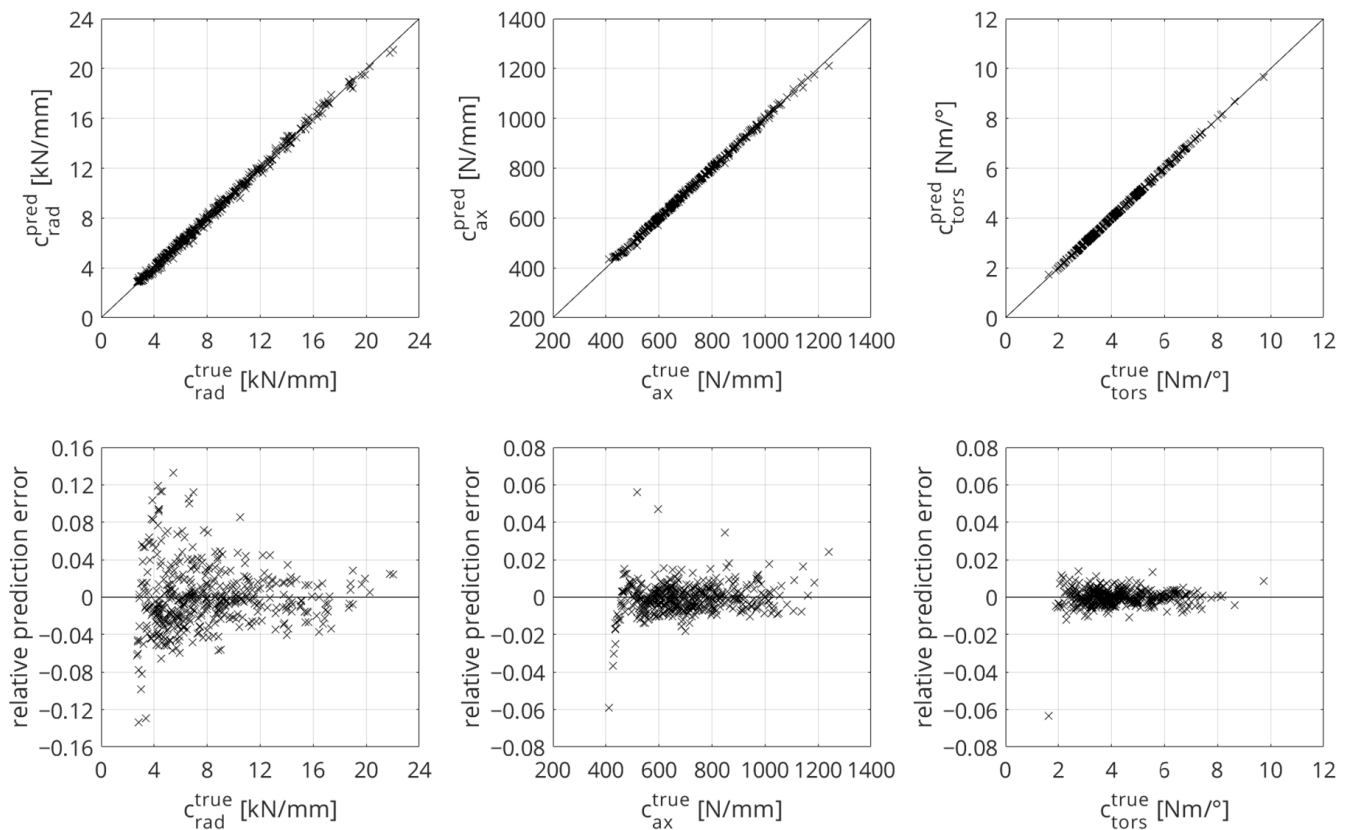 24
20
16
12
8
4
0
c_rad^pred [kN/mm]
0 4 8 12 16 20 24
c_rad^true [kN/mm]
1400
1200
1000
800
600
400
200
c_ax^pred [N/mm]
200 400 600 800 1000 1200 1400
c_ax^true [N/mm]
12
10
8
6
4
2
0
c_tors^pred [Nm/°]
0 2 4 6 8 10 12
c_tors^true [Nm/°]
0.16
0.12
0.08
0.04
0
−0.04
−0.08
−0.12
−0.16
relative prediction error
0 4 8 12 16 20 24
c_rad^true [kN/mm]
0.08
0.06
0.04
0.02
0
−0.02
−0.04
−0.06
−0.08
relative prediction error
200 400 600 800 1000 1200 1400
c_ax^true [N/mm]
0.08
0.06
0.04
0.02
0
−0.02
−0.04
−0.06
−0.08
relative prediction error
0 2 4 6 8 10 12
c_tors^true [Nm/°]